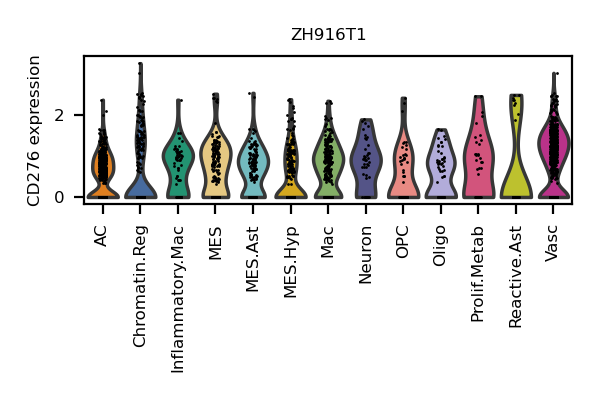 ZH916T1
CD276 expression
2
0
AC
Chromatin.Reg
Inflammatory.Mac
MES
MES.Ast
MES.Hyp
Mac
Neuron
OPC
Oligo
Prolif.Metab
Reactive.Ast
Vasc